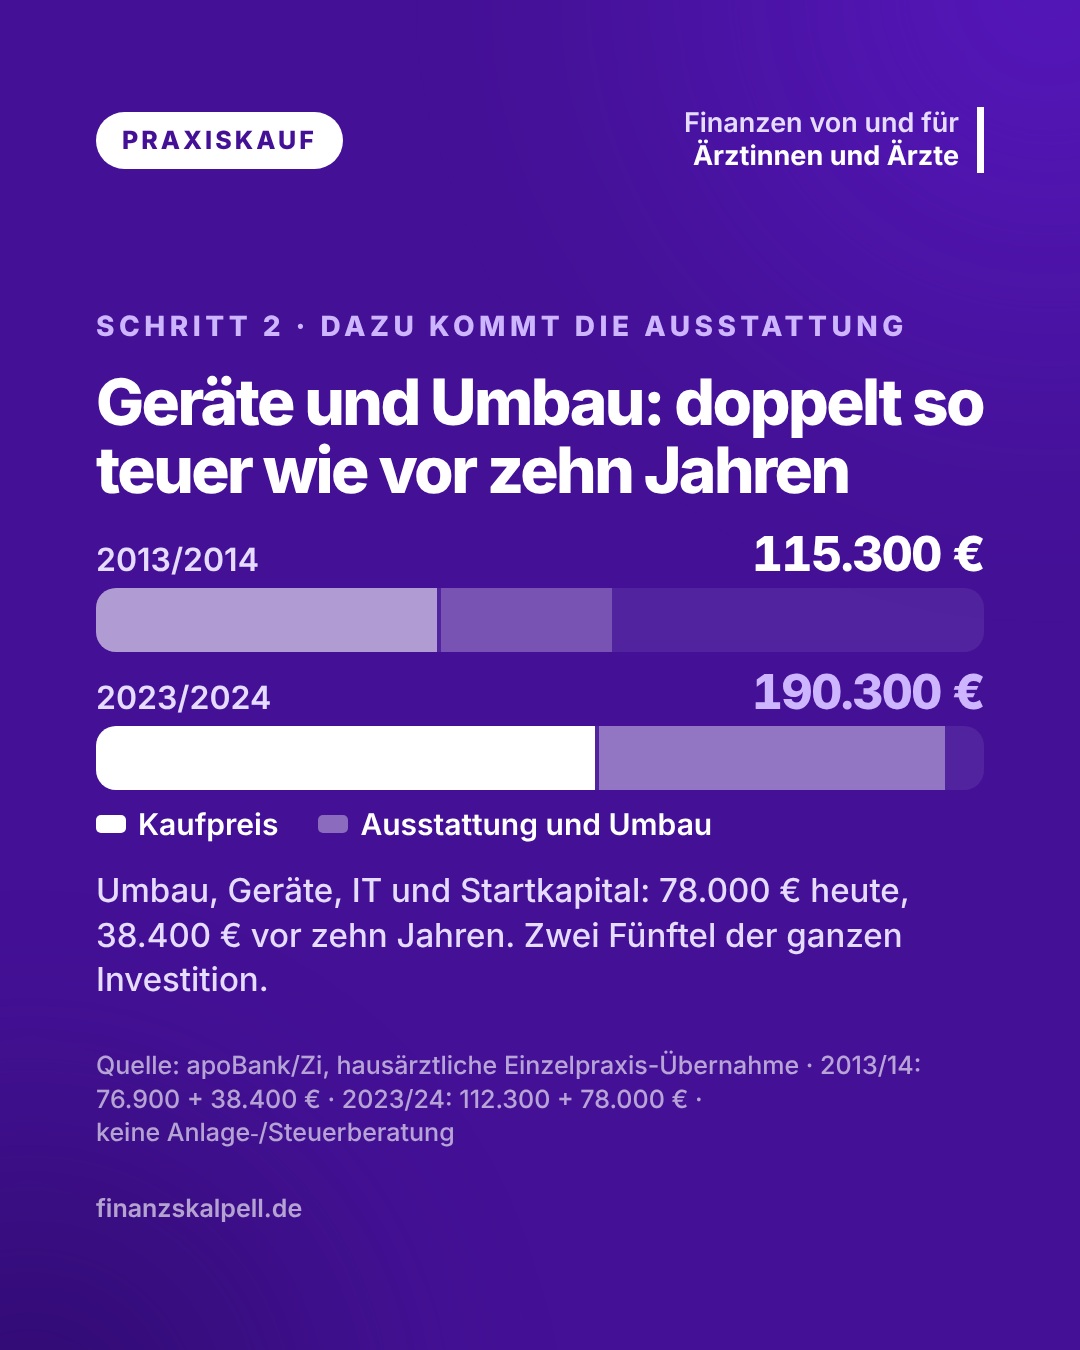 PRAXISKAUF
Finanzen von und für
Ärztinnen und Ärzte
SCHRITT 2 · DAZU KOMMT DIE AUSSTATTUNG
Geräte und Umbau: doppelt so
teuer wie vor zehn Jahren
2013/2014 115.300 €
2023/2024 190.300 €
Kaufpreis Ausstattung und Umbau
Umbau, Geräte, IT und Startkapital: 78.000 € heute,
38.400 € vor zehn Jahren. Zwei Fünftel der ganzen
Investition.
Quelle: apoBank/Zi, hausärztliche Einzelpraxis-Übernahme · 2013/14:
76.900 + 38.400 € · 2023/24: 112.300 + 78.000 € ·
keine Anlage-/Steuerberatung
finanzskalpell.de